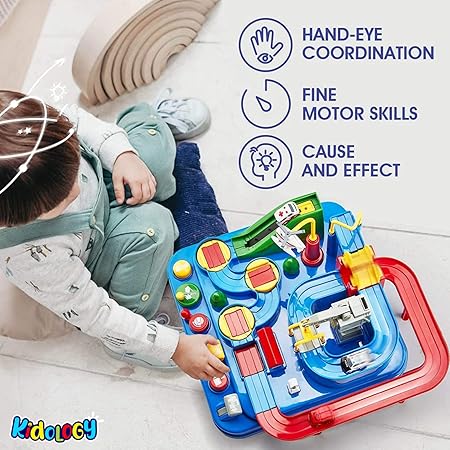 HAND-EYE
COORDINATION
FINE
MOTOR SKILLS
CAUSE
AND EFFECT
KiDOLOGY